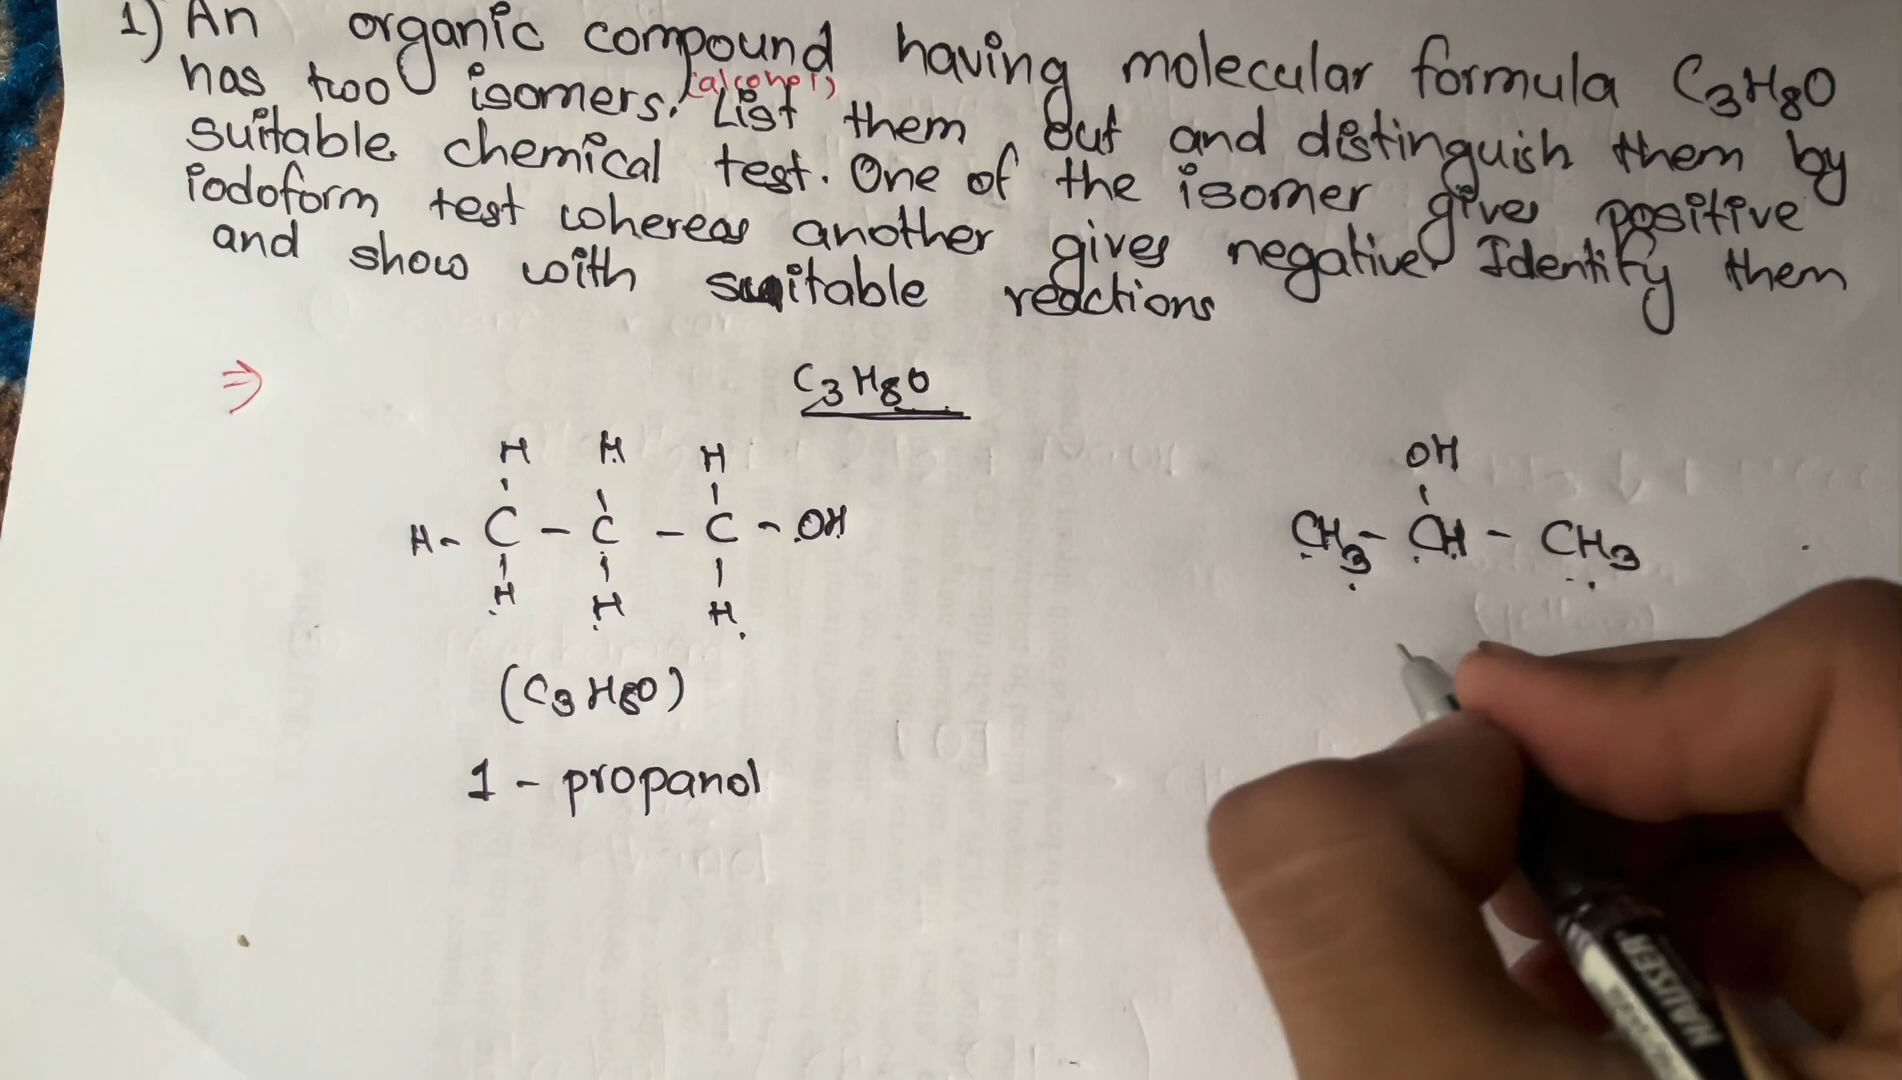 1) An organic compound having molecular formula C3H8O
has two isomers. (alcohol) List them out and distinguish them by
suitable chemical test. One of the isomer gives positive
iodoform test whereas another gives negative Identify them
and show with suitable reactions
⇒ C3H8O
H H H OH
H - C - C - C - OH CH3 - CH - CH3
H H H
(C3H8O)
1 - propanol
HAUSER